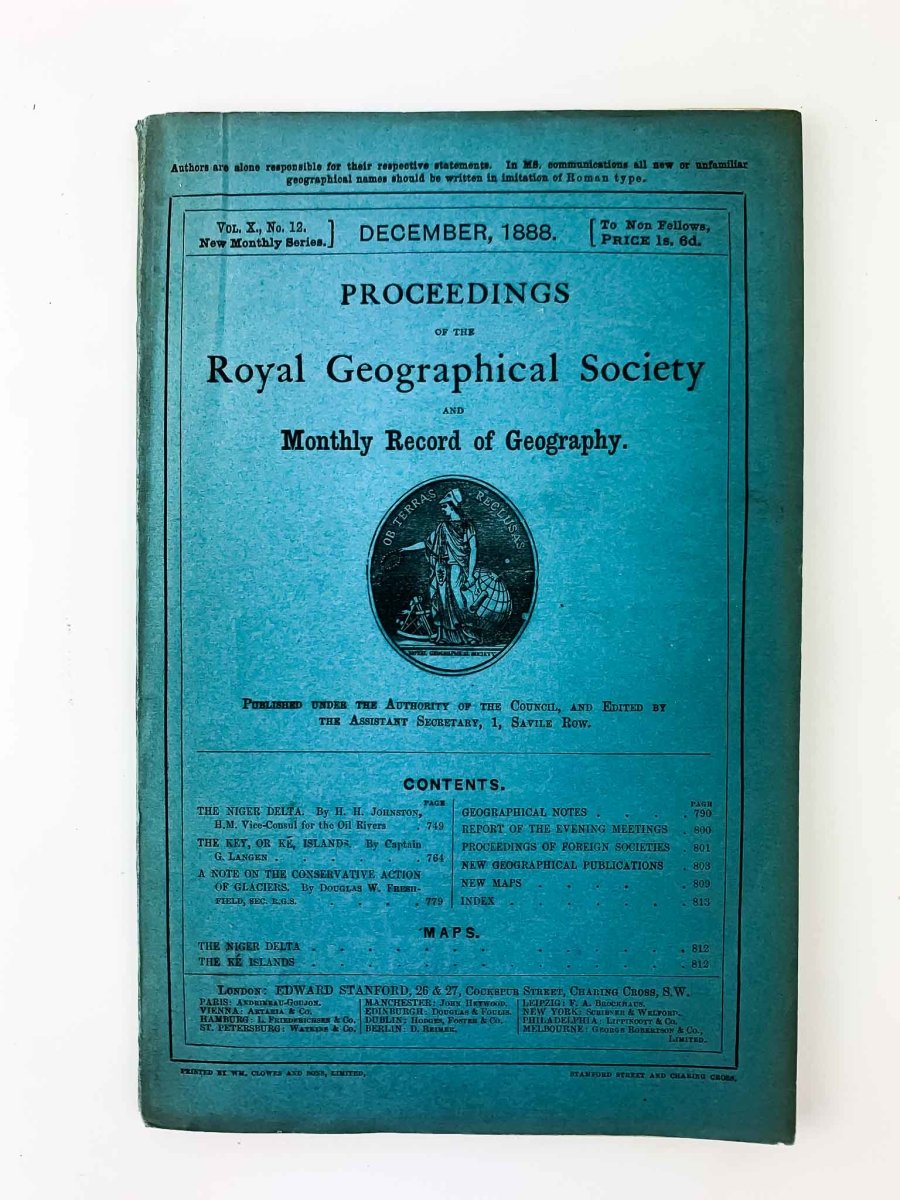 Authors are alone responsible for their respective statements. In MS. communications all new or unfamiliar
geographical names should be written in imitation of Roman type.
VOL. X., No. 12.
New Monthly Series.]
DECEMBER, 1888.
[To Non Fellows,
PRICE 1s. 6d.
PROCEEDINGS
OF THE
Royal Geographical Society
AND
Monthly Record of Geography.
OB TERRAS RECLUSAS
ROYAL GEOGRAPHICAL SOCIETY
PUBLISHED UNDER THE AUTHORITY OF THE COUNCIL, AND EDITED BY
THE ASSISTANT SECRETARY, 1, SAVILE ROW.
CONTENTS.
PAGE
THE NIGER DELTA. By H. H. JOHNSTON,
H.M. Vice-Consul for the Oil Rivers . 749
THE KEY, OR KÉ, ISLANDS. By Captain
G. LANGEN . . . . . . . 764
A NOTE ON THE CONSERVATIVE ACTION
OF GLACIERS. By DOUGLAS W. FRESH-
FIELD, SEC. R.G.S. . . . . 779
PAGE
GEOGRAPHICAL NOTES . . . . 790
REPORT OF THE EVENING MEETINGS . 800
PROCEEDINGS OF FOREIGN SOCIETIES . 801
NEW GEOGRAPHICAL PUBLICATIONS . 803
NEW MAPS . . . . . 809
INDEX . . . . . . . 813
MAPS.
THE NIGER DELTA . . . . . . . . . . . . 812
THE KÉ ISLANDS . . . . . . . . . . . . 812
LONDON: EDWARD STANFORD, 26 & 27, COCKSPUR STREET, CHARING CROSS, S.W.
PARIS: ANDRIVEAU-GOUJON.
VIENNA: ARTARIA & Co.
HAMBURG: L. FRIEDERICHSEN & Co.
ST. PETERSBURG: WATKINS & Co.
MANCHESTER: JOHN HEYWOOD.
EDINBURGH: DOUGLAS & FOULIS.
DUBLIN: HODGES, FOSTER & Co.
BERLIN: D. REIMER.
LEIPZIG: F. A. BROCKHAUS.
NEW YORK: SCRIBNER & WELFORD.
PHILADELPHIA: LIPPINCOTT & Co.
MELBOURNE: GEORGE ROBERTSON & Co.,
LIMITED.
PRINTED BY WM. CLOWES AND SONS, LIMITED,
STAMFORD STREET AND CHARING CROSS.